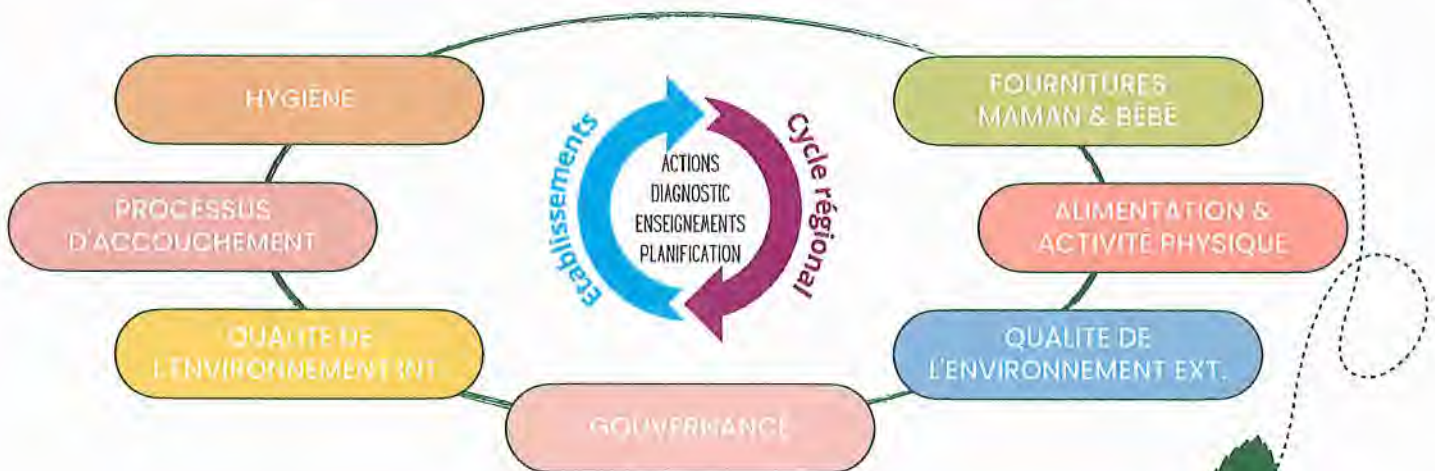 HYGIÈNE
FOURNITURES
MAMAN & BÉBÉ
Etablissements
ACTIONS
DIAGNOSTIC
ENSEIGNEMENTS
PLANIFICATION
Cycle régional
PROCESSUS
D'ACCOUCHEMENT
ALIMENTATION &
ACTIVITÉ PHYSIQUE
QUALITÉ DE
L'ENVIRONNEMENT INT.
QUALITÉ DE
L'ENVIRONNEMENT EXT.
GOUVERNANCE